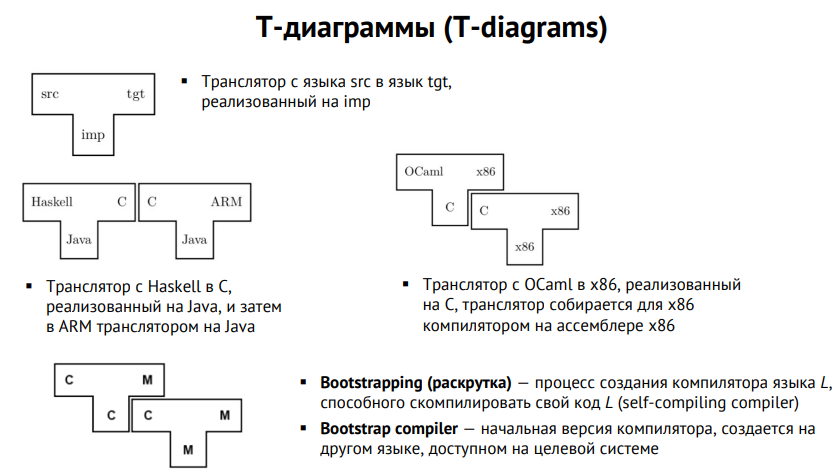 T-диаграммы (T-diagrams)
src tgt
imp
▪ Транслятор с языка src в язык tgt,
реализованный на imp
Haskell C C ARM
Java Java
▪ Транслятор с Haskell в C,
реализованный на Java, и затем
в ARM транслятором на Java
OCaml x86
C C x86
x86
▪ Транслятор с OCaml в x86, реализованный
на C, транслятор собирается для x86
компилятором на ассемблере x86
C M
C C M
M
▪ Bootstrapping (раскрутка) — процесс создания компилятора языка L,
способного скомпилировать свой код L (self-compiling compiler)
▪ Bootstrap compiler — начальная версия компилятора, создается на
другом языке, доступном на целевой системе